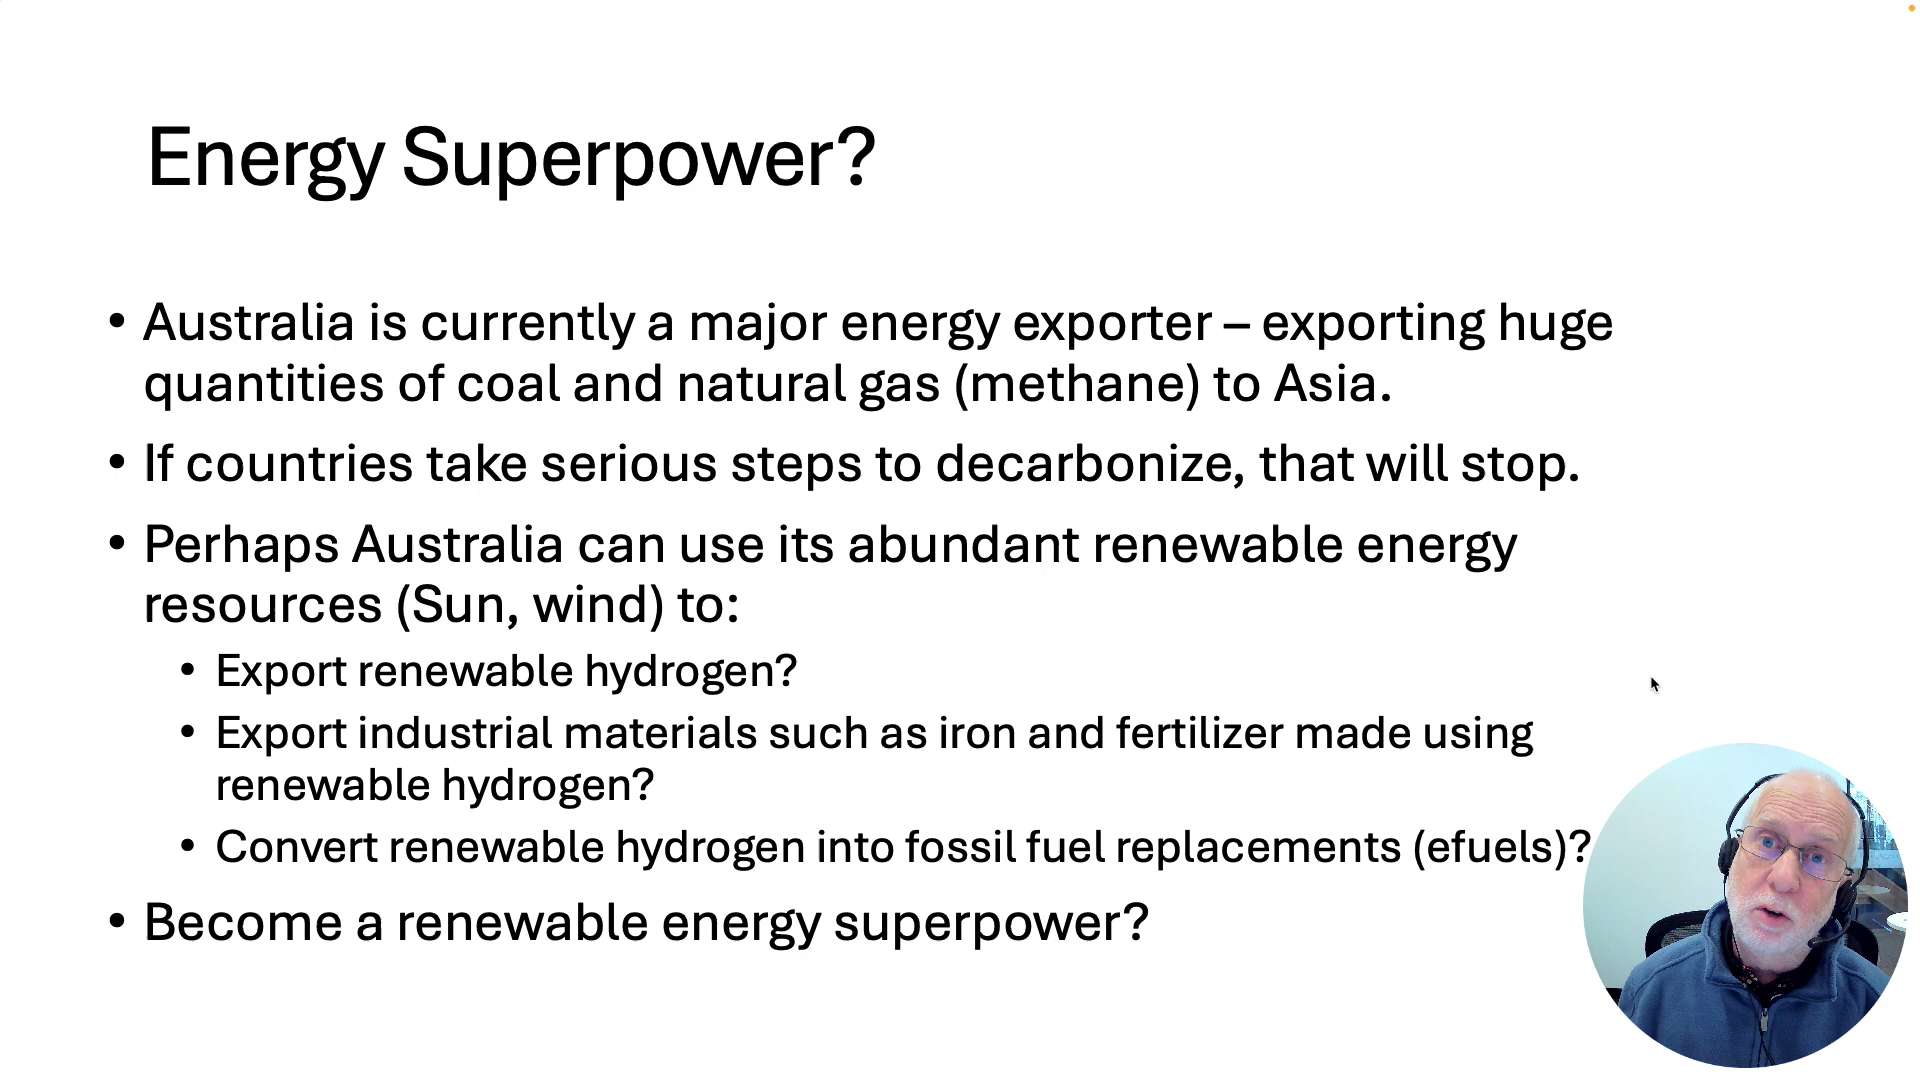 Energy Superpower?
• Australia is currently a major energy exporter – exporting huge
quantities of coal and natural gas (methane) to Asia.
• If countries take serious steps to decarbonize, that will stop.
• Perhaps Australia can use its abundant renewable energy
resources (Sun, wind) to:
• Export renewable hydrogen?
• Export industrial materials such as iron and fertilizer made using
renewable hydrogen?
• Convert renewable hydrogen into fossil fuel replacements (efuels)?
• Become a renewable energy superpower?